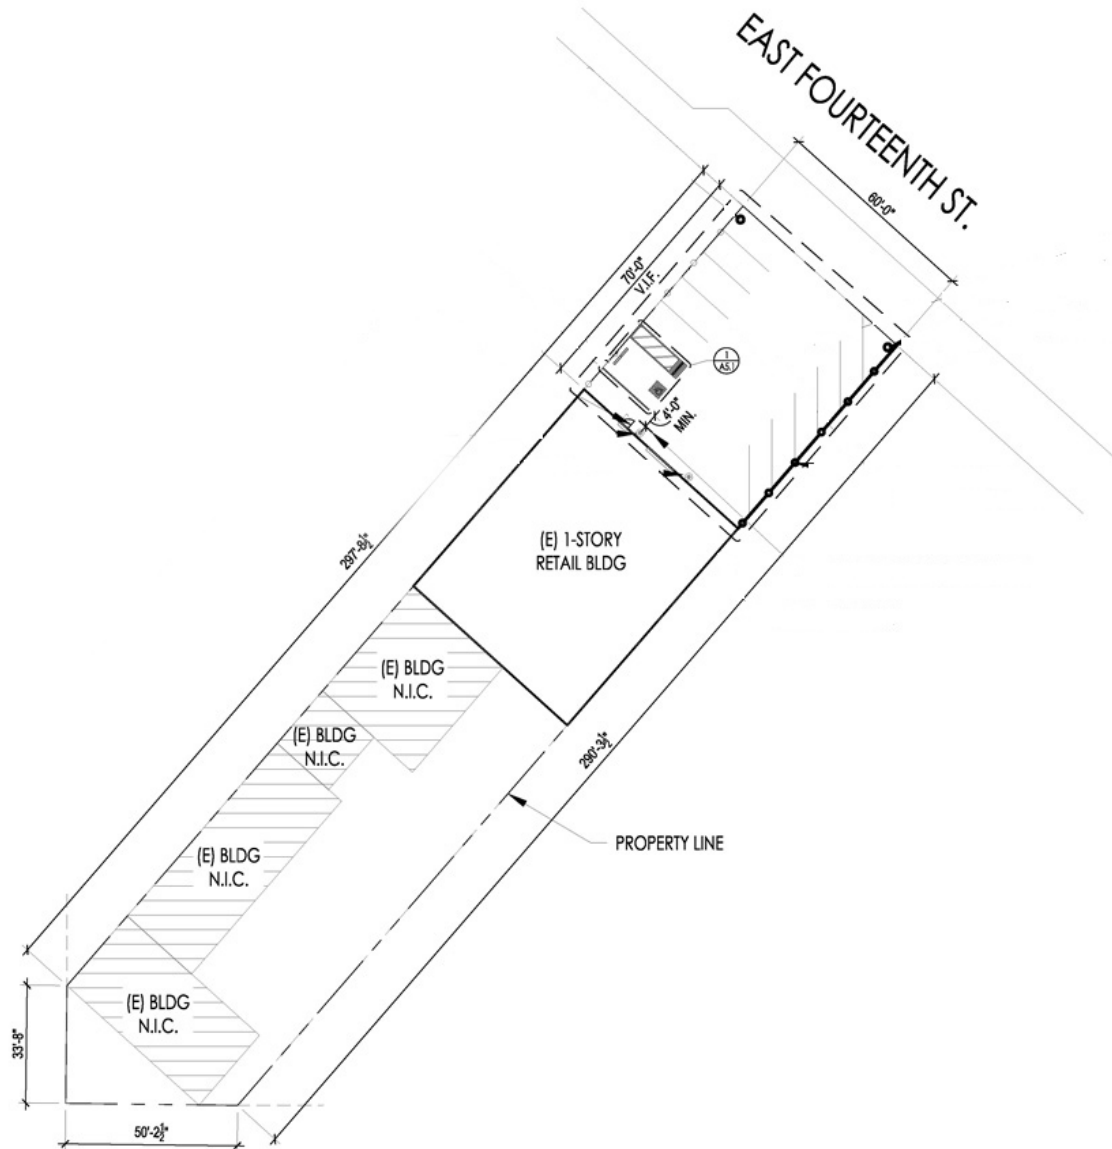 EAST FOURTEENTH ST.
60'-0"
70'-0"
V.I.F.
1
AS.1
4'-0"
MIN.
297'-8½"
(E) 1-STORY
RETAIL BLDG
(E) BLDG
N.I.C.
(E) BLDG
N.I.C.
290'-3½"
PROPERTY LINE
(E) BLDG
N.I.C.
(E) BLDG
N.I.C.
33'-8"
50'-2½"